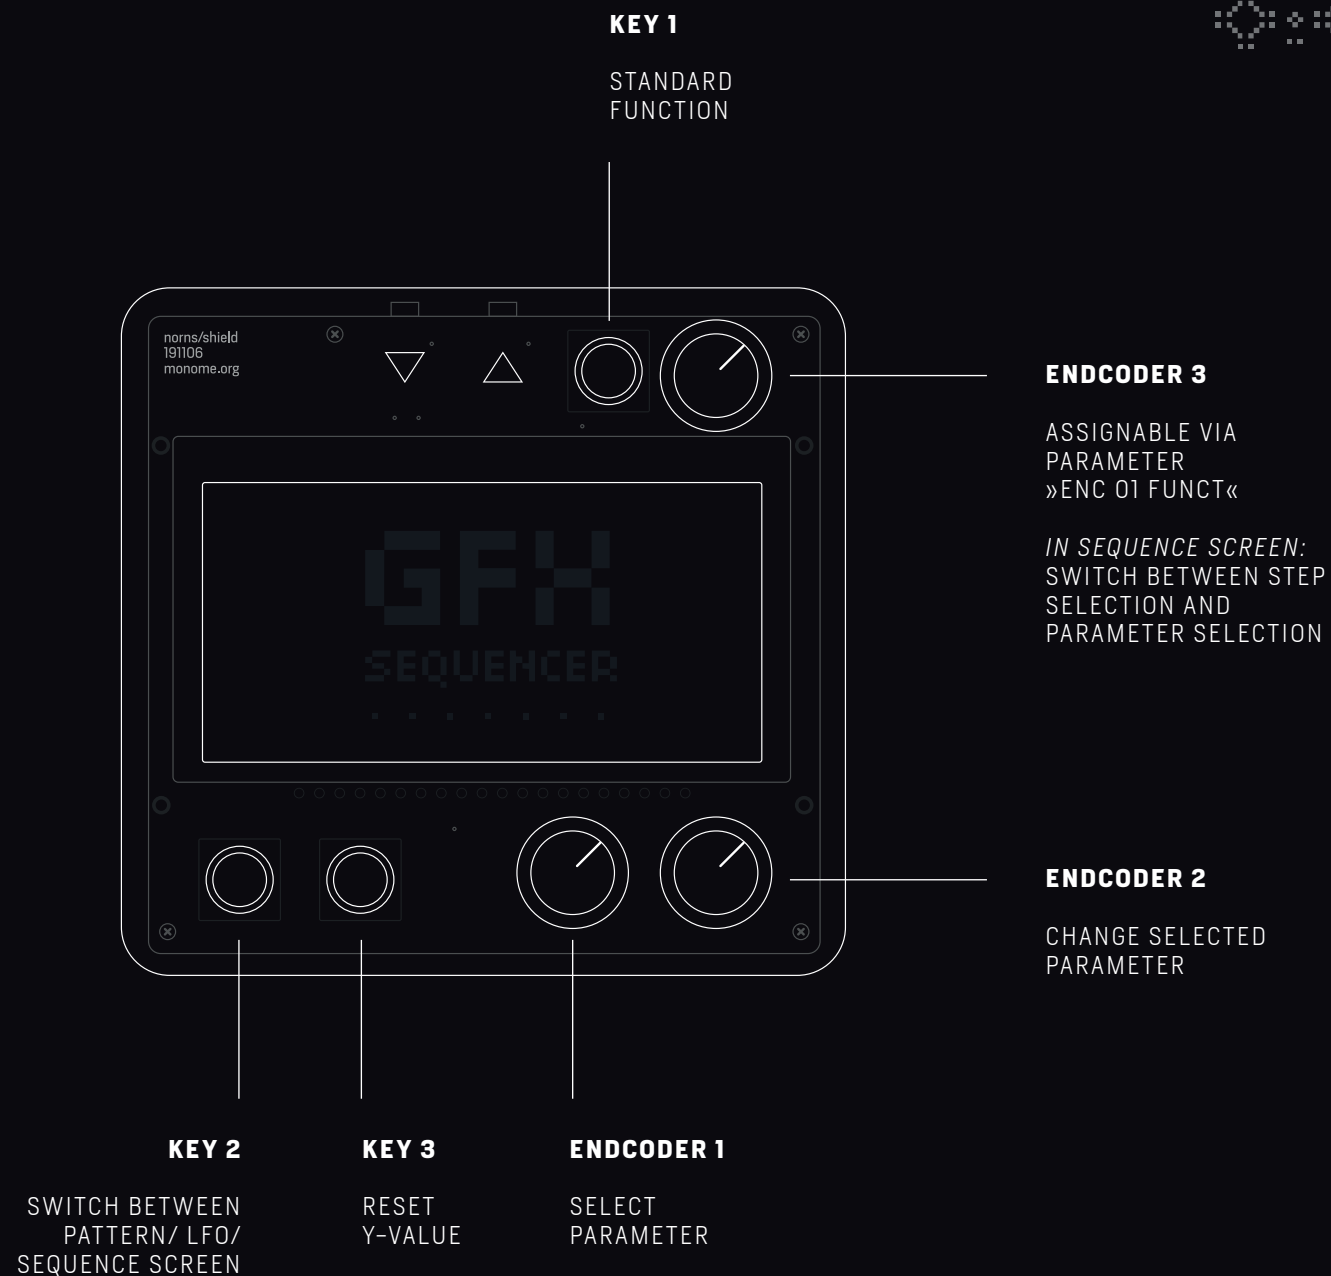 KEY 1
STANDARD
FUNCTION
norns/shield
191106
monome.org
GFX
SEQUENCER
ENDCODER 3
ASSIGNABLE VIA
PARAMETER
»ENC 01 FUNCT«
IN SEQUENCE SCREEN:
SWITCH BETWEEN STEP
SELECTION AND
PARAMETER SELECTION
ENDCODER 2
CHANGE SELECTED
PARAMETER
KEY 2
SWITCH BETWEEN
PATTERN/ LFO/
SEQUENCE SCREEN
KEY 3
RESET
Y-VALUE
ENDCODER 1
SELECT
PARAMETER